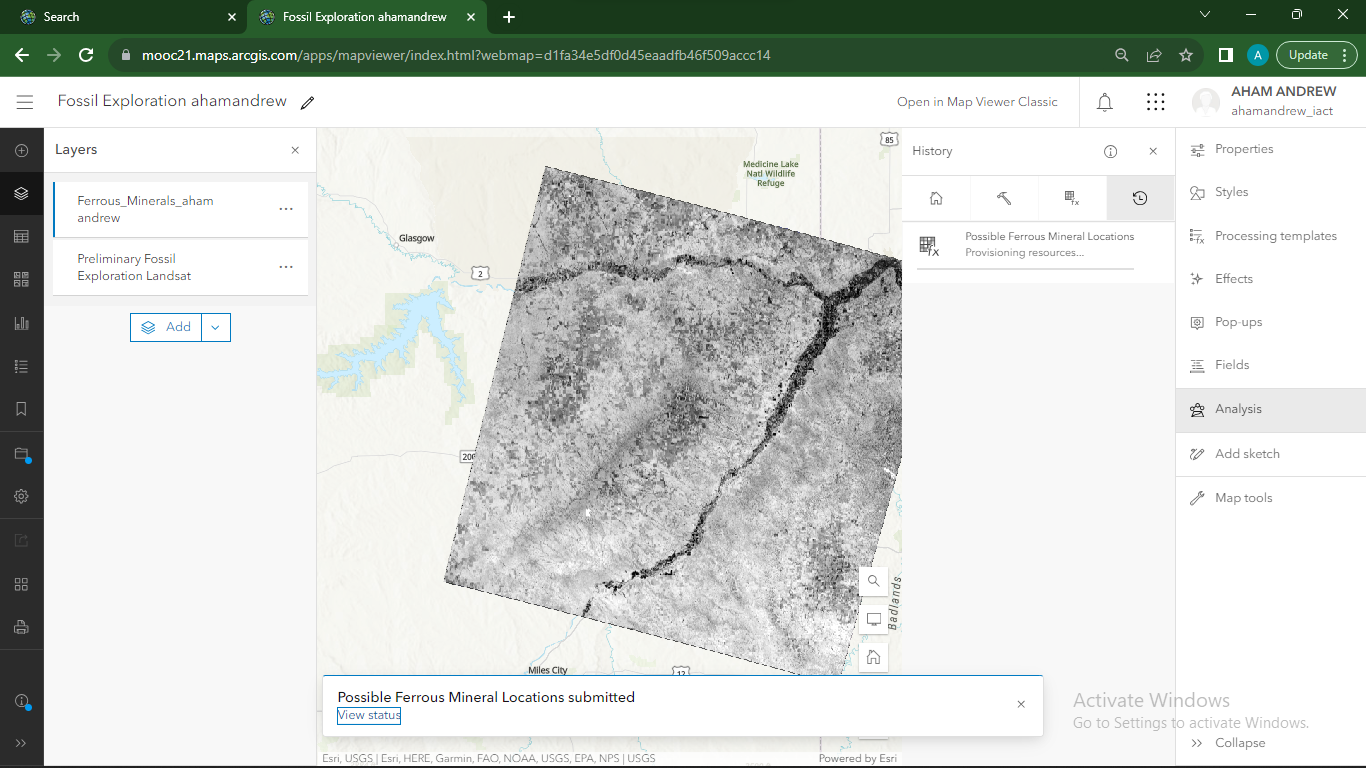 Search
Fossil Exploration ahamandrew
mooc21.maps.arcgis.com/apps/mapviewer/index.html?webmap=d1fa34e5df0d45eaadfb46f509accc14
A
Update
Fossil Exploration ahamandrew
Open in Map Viewer Classic
AHAM ANDREW
ahamandrew_iact
Layers
Ferrous_Minerals_aham
andrew
Preliminary Fossil
Exploration Landsat
Add
85
Medicine Lake
Natl Wildlife
Refuge
Glasgow
2
200
Badlands
Miles City
12
History
Possible Ferrous Mineral Locations
Provisioning resources...
Properties
Styles
Processing templates
Effects
Pop-ups
Fields
Analysis
Add sketch
Map tools
Possible Ferrous Mineral Locations submitted
View status
Activate Windows
Go to Settings to activate Windows.
Collapse
Esri, USGS | Esri, HERE, Garmin, FAO, NOAA, USGS, EPA, NPS | USGS
Powered by Esri